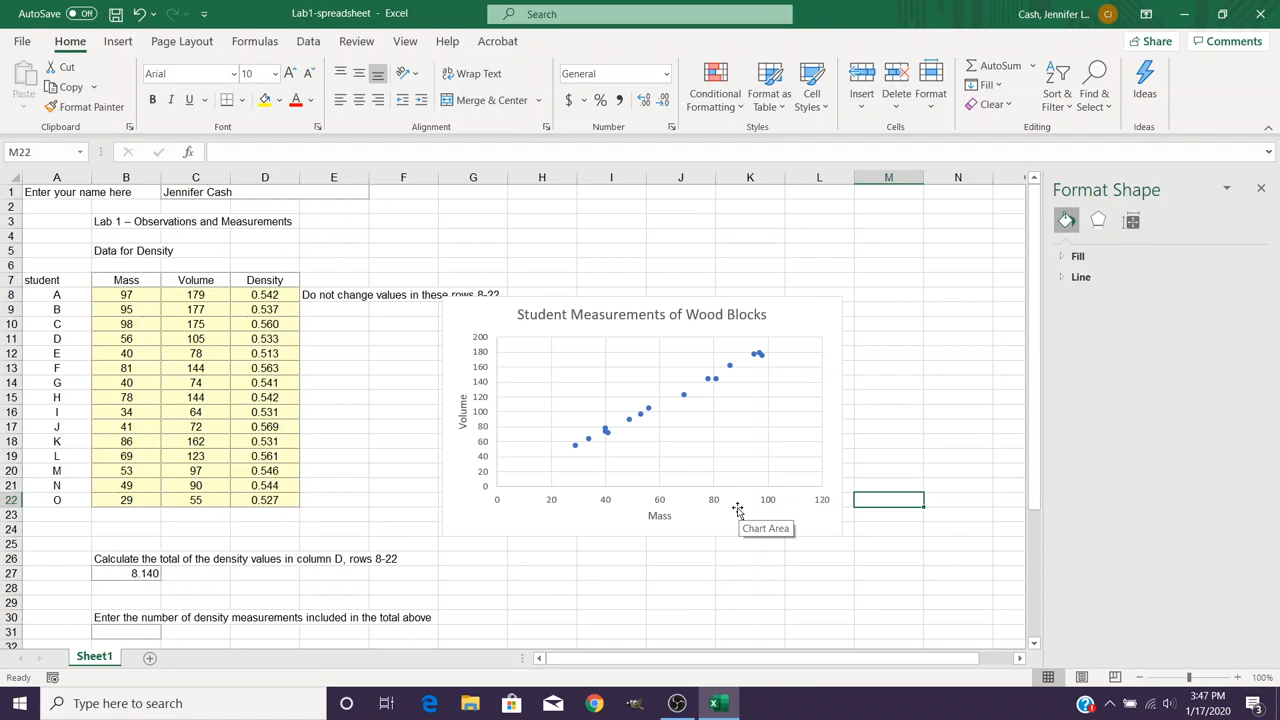 AutoSave Off Lab1-spreadsheet - Excel Search Cash, Jennifer L... CJ
File Home Insert Page Layout Formulas Data Review View Help Acrobat Share Comments
Paste Cut Copy Format Painter
Arial 10 B I U A
Wrap Text Merge & Center
General $ % ,
Conditional Formatting Format as Table Cell Styles
Insert Delete Format
AutoSum Fill Clear Sort & Filter Find & Select Ideas
Clipboard Font Alignment Number Styles Cells Editing Ideas
M22 fx
A B C D E F G H I J K L M N
1 Enter your name here Jennifer Cash
2
3 Lab 1 – Observations and Measurements
4
5 Data for Density
6
7 student Mass Volume Density
8 A 97 179 0.542 Do not change values in these rows 8-22
9 B 95 177 0.537
10 C 98 175 0.560
11 D 56 105 0.533
12 E 40 78 0.513
13 F 81 144 0.563
14 G 40 74 0.541
15 H 78 144 0.542
16 I 34 64 0.531
17 J 41 72 0.569
18 K 86 162 0.531
19 L 69 123 0.561
20 M 53 97 0.546
21 N 49 90 0.544
22 O 29 55 0.527
23
24
25
26 Calculate the total of the density values in column D, rows 8-22
27 8.140
28
29
30 Enter the number of density measurements included in the total above
31
32
Student Measurements of Wood Blocks
Volume
200
180
160
140
120
100
80
60
40
20
0
0 20 40 60 80 100 120
Mass
Chart Area
Format Shape
Fill
Line
Sheet1
Ready 100%
Type here to search
3:47 PM
1/17/2020
3